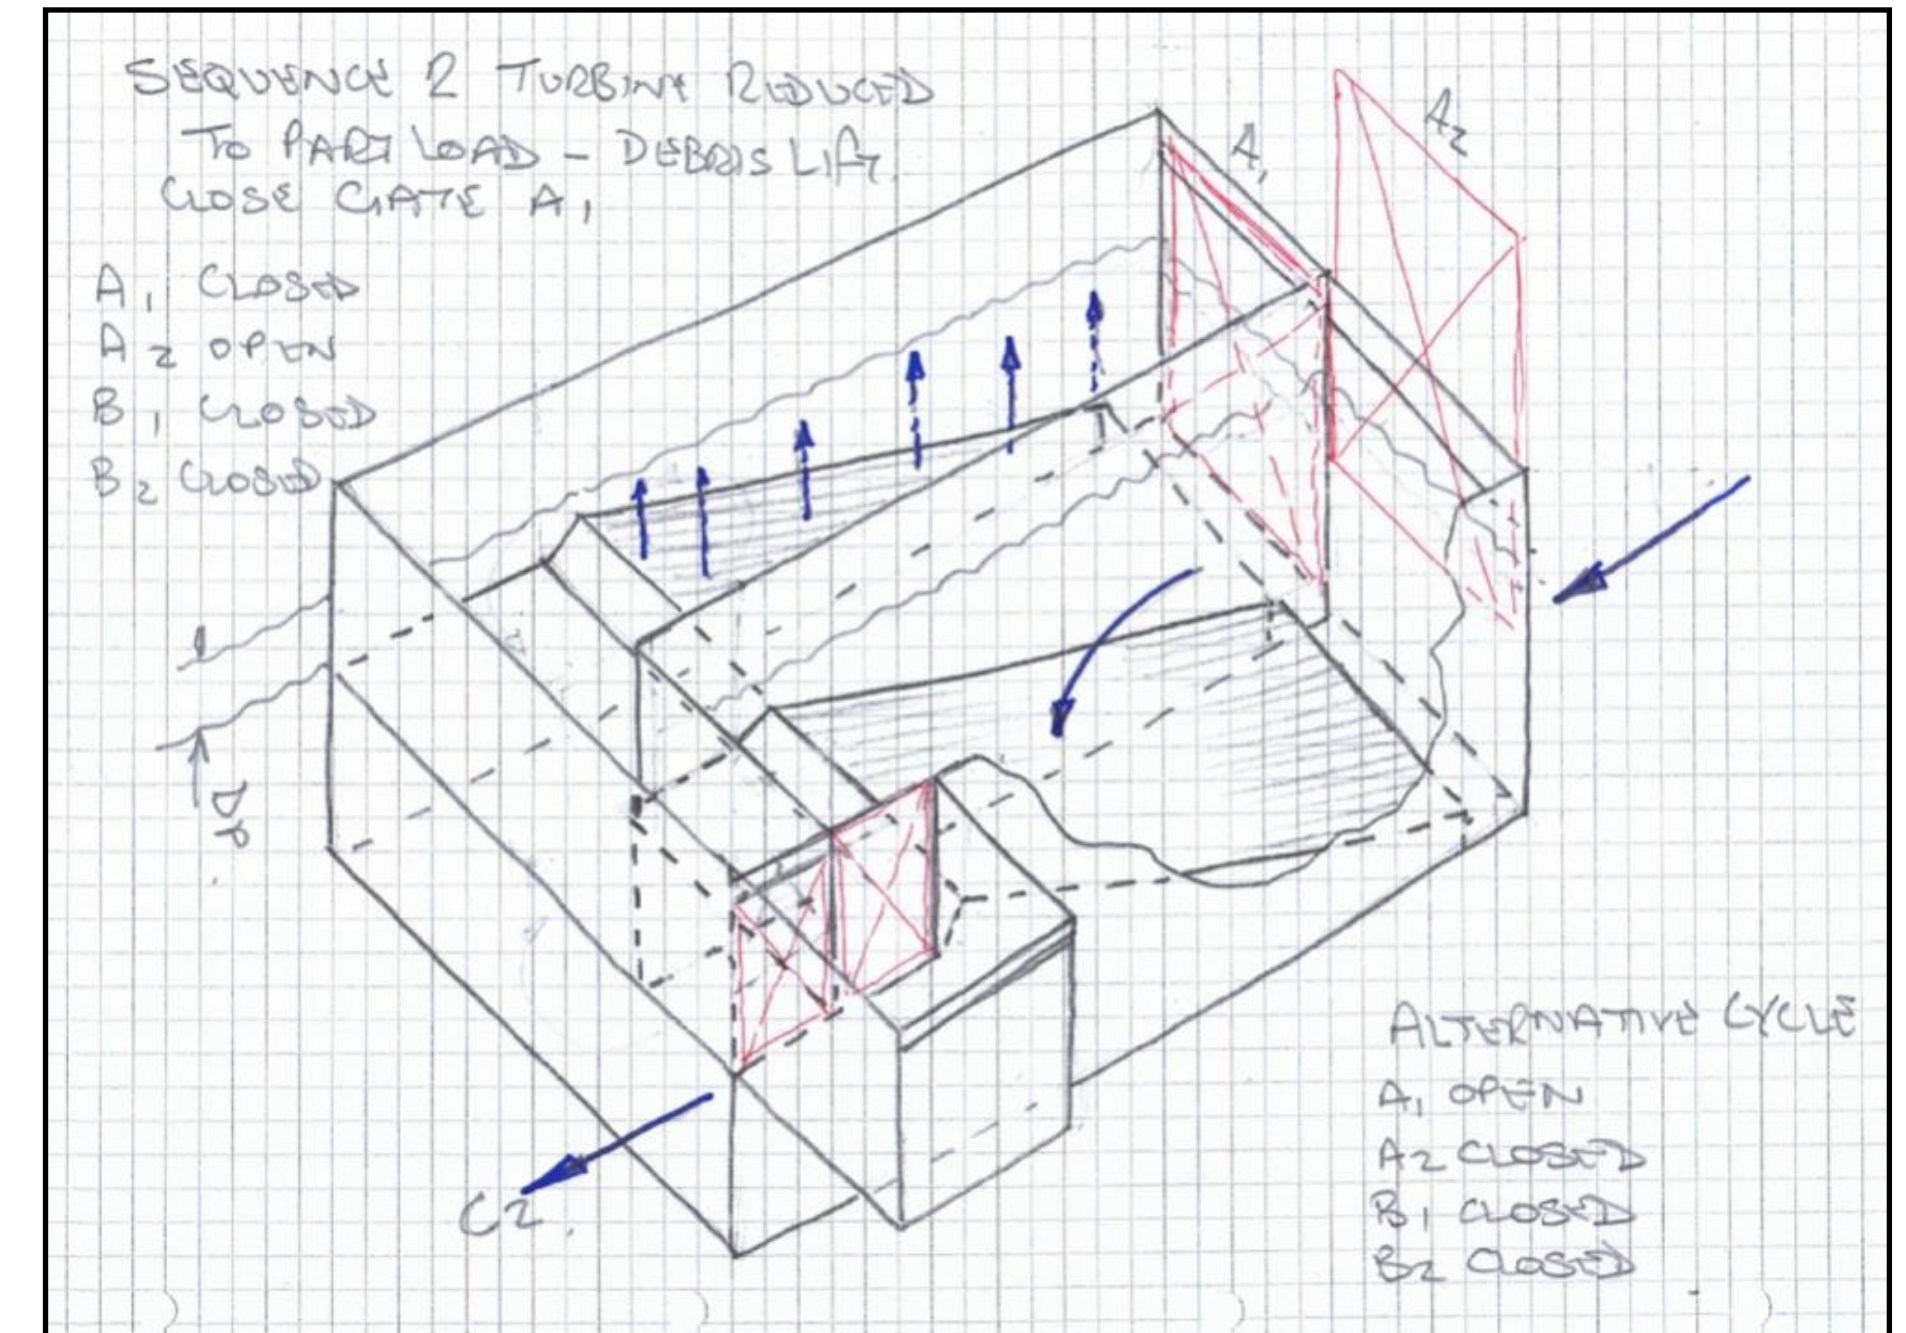 SEQUENCE 2 TURBINE REDUCED
TO PART LOAD - DEBRIS LIFT
CLOSE GATE A1
A1 CLOSED
A2 OPEN
B1 CLOSED
B2 CLOSED
A1
A2
DP
C2
ALTERNATIVE CYCLE
A1 OPEN
A2 CLOSED
B1 CLOSED
B2 CLOSED